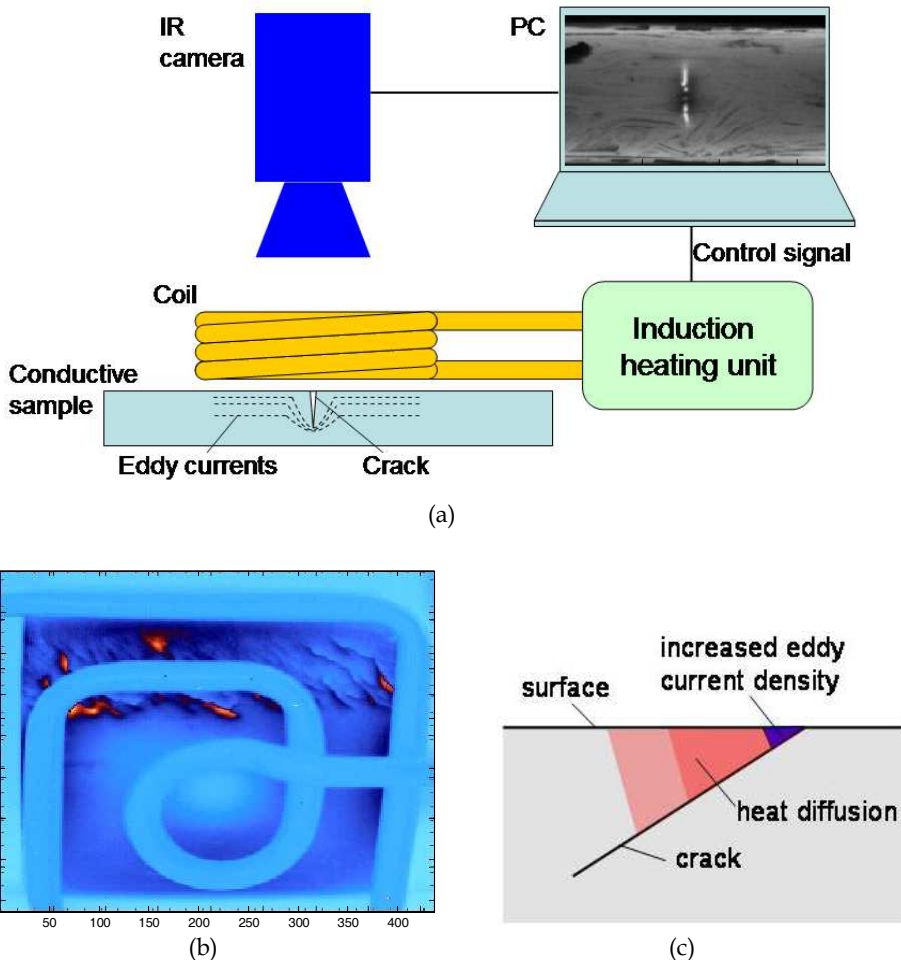 IR
camera
PC
Control signal
Coil
Induction
heating unit
Conductive
sample
Eddy currents
Crack
(a)
increased eddy
current density
surface
heat diffusion
crack
50 100 150 200 250 300 350 400
(b)
(c)